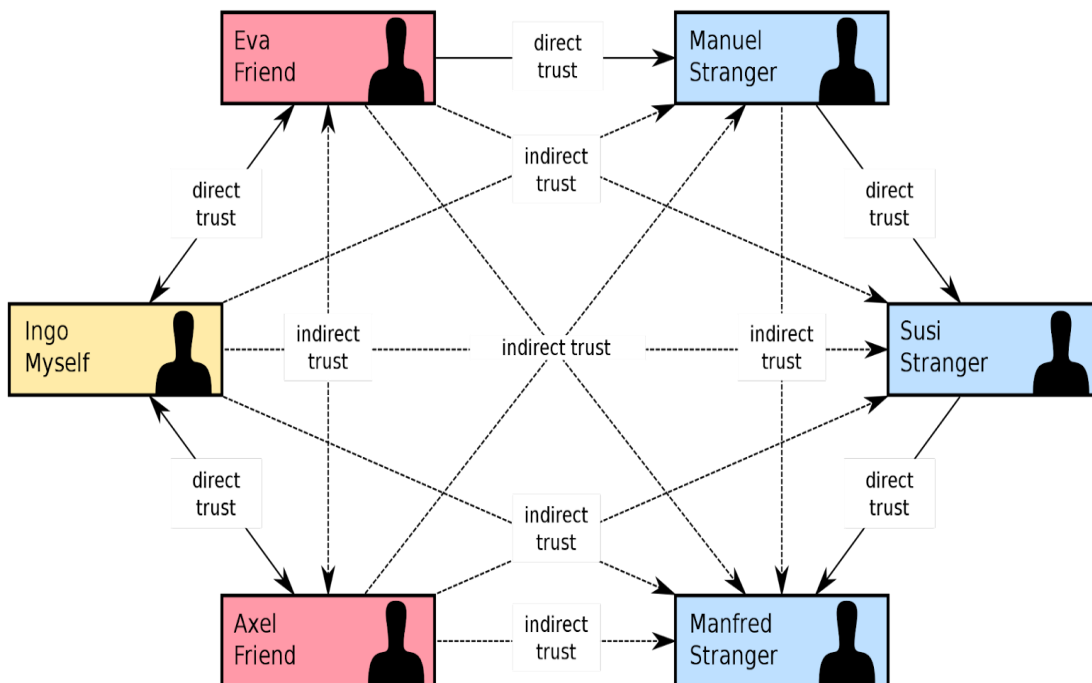 Eva
Friend
direct
trust
Manuel
Stranger
indirect
trust
direct
trust
direct
trust
Ingo
Myself
indirect
trust
indirect trust
indirect
trust
Susi
Stranger
direct
trust
direct
trust
indirect
trust
Axel
Friend
indirect
trust
Manfred
Stranger